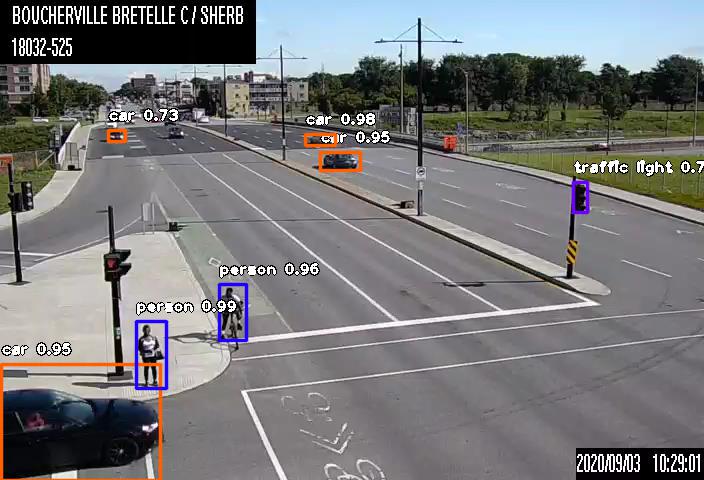 BOUCHERVILLE BRETELLE C / SHERB
18032-525
car 0.73
car 0.98
car 0.95
traffic light 0.7
person 0.96
person 0.99
car 0.95
2020/09/03 10:29:01